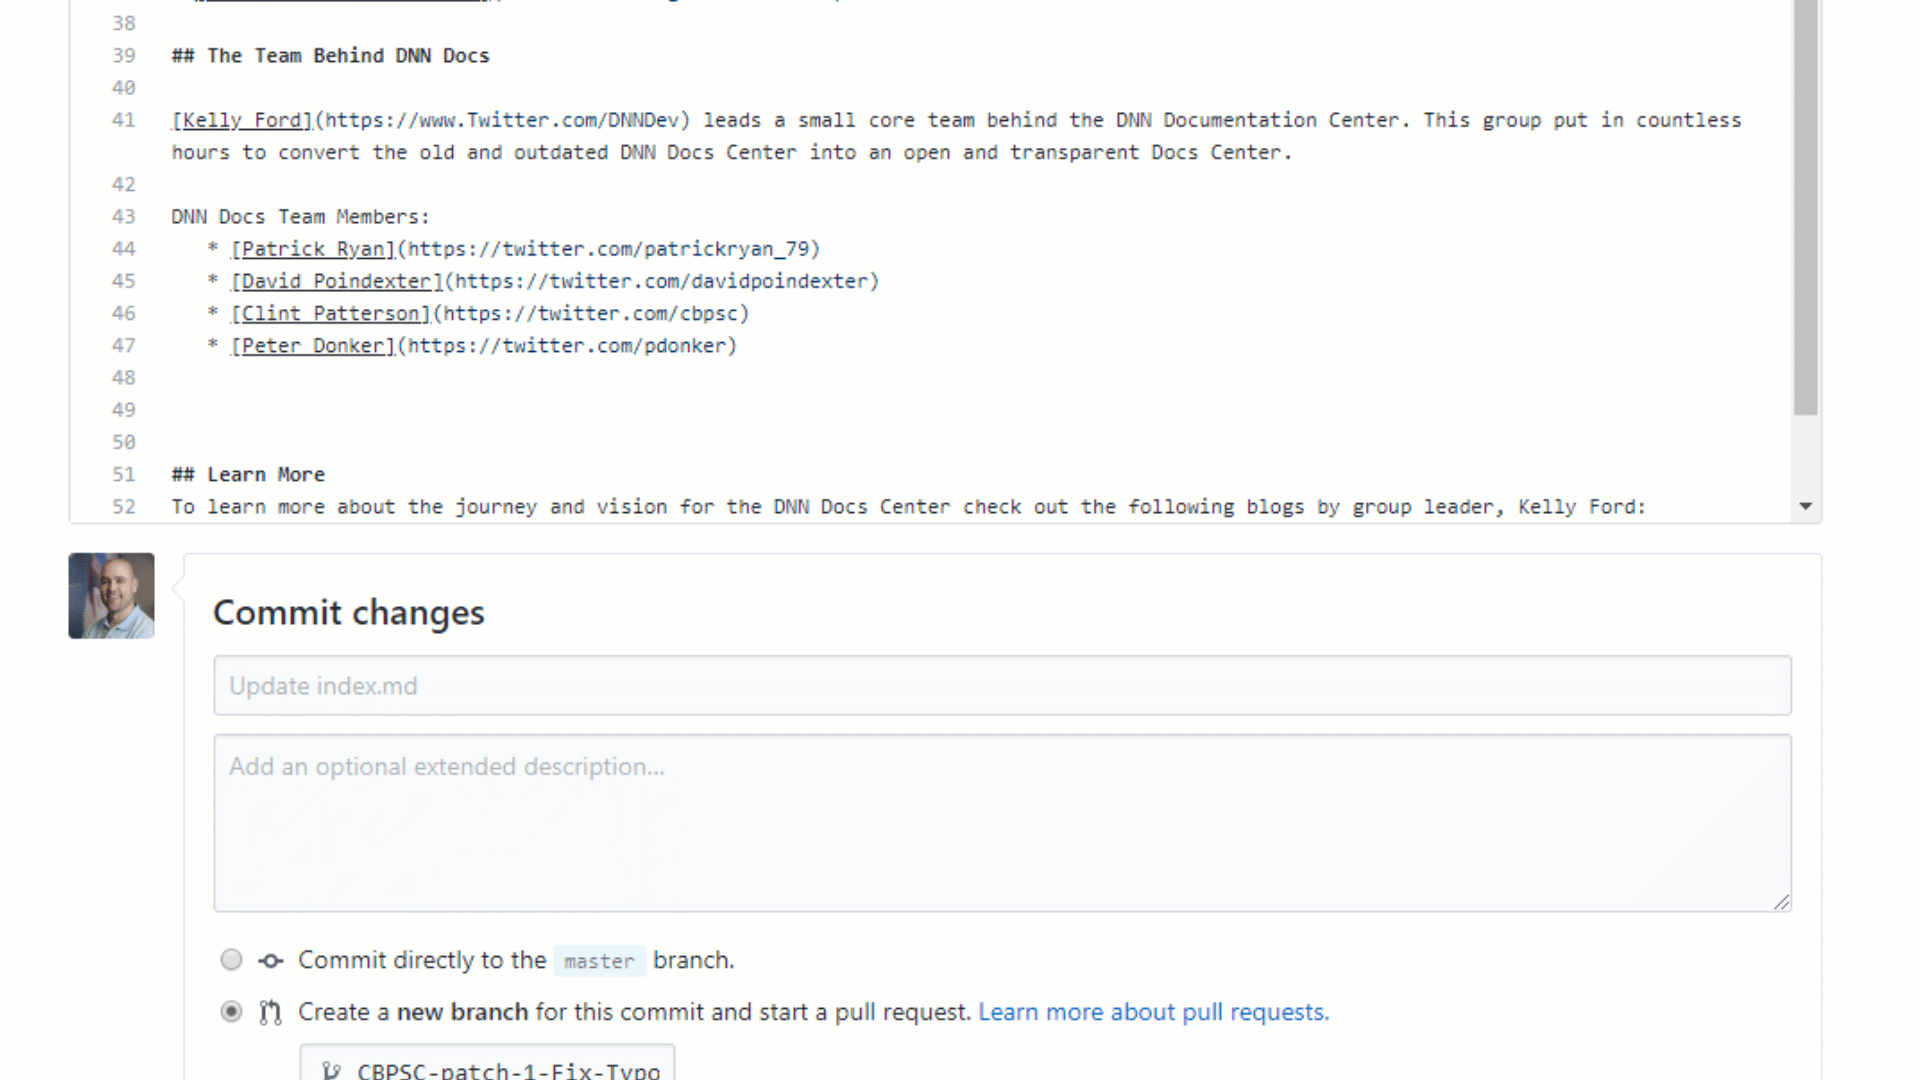 38
39 ## The Team Behind DNN Docs
40
41 [Kelly Ford](https://www.Twitter.com/DNNDev) leads a small core team behind the DNN Documentation Center. This group put in countless
hours to convert the old and outdated DNN Docs Center into an open and transparent Docs Center.
42
43 DNN Docs Team Members:
44 * [Patrick Ryan](https://twitter.com/patrickryan_79)
45 * [David Poindexter](https://twitter.com/davidpoindexter)
46 * [Clint Patterson](https://twitter.com/cbpsc)
47 * [Peter Donker](https://twitter.com/pdonker)
48
49
50
51 ## Learn More
52 To learn more about the journey and vision for the DNN Docs Center check out the following blogs by group leader, Kelly Ford:
Commit changes
Update index.md
Add an optional extended description...
Commit directly to the master branch.
Create a new branch for this commit and start a pull request. Learn more about pull requests.
CBPSC-patch-1-Fix-Typo